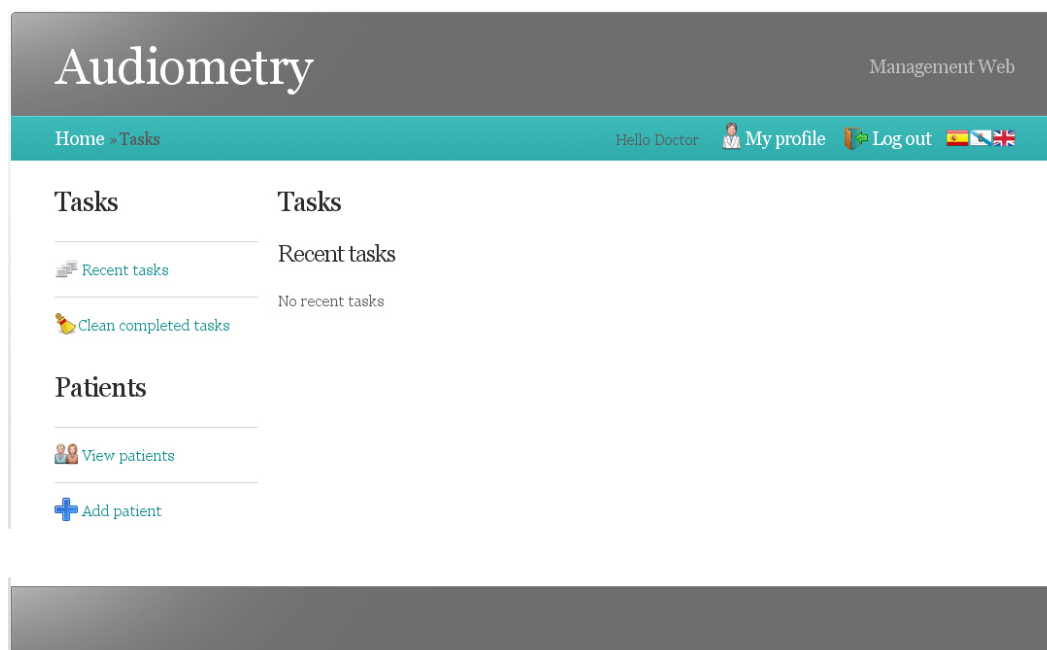 Audiometry
Management Web
Home » Tasks
Hello Doctor My profile Log out
Tasks
Recent tasks
Clean completed tasks
Patients
View patients
Add patient
Tasks
Recent tasks
No recent tasks